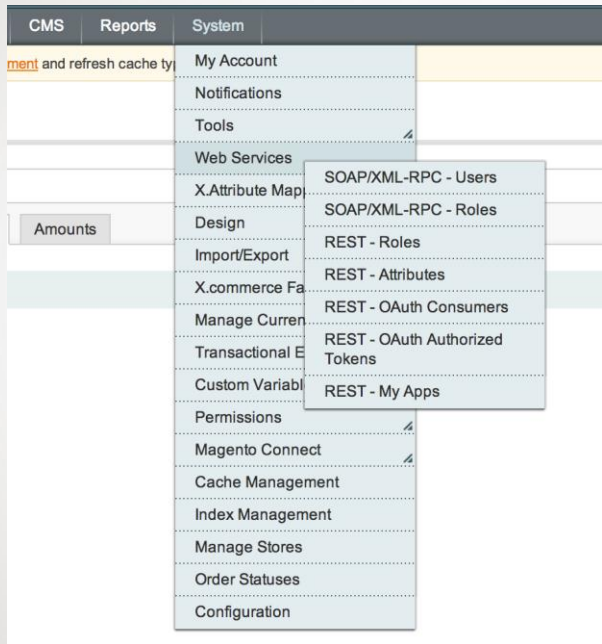 CMS Reports System
ment and refresh cache ty
My Account
Notifications
Tools
Web Services
X.Attribute Map
Design
Import/Export
X.commerce Fa
Manage Curren
Transactional E
Custom Variabl
Permissions
Magento Connect
Cache Management
Index Management
Manage Stores
Order Statuses
Configuration
SOAP/XML-RPC - Users
SOAP/XML-RPC - Roles
REST - Roles
REST - Attributes
REST - OAuth Consumers
REST - OAuth Authorized
Tokens
REST - My Apps
Amounts